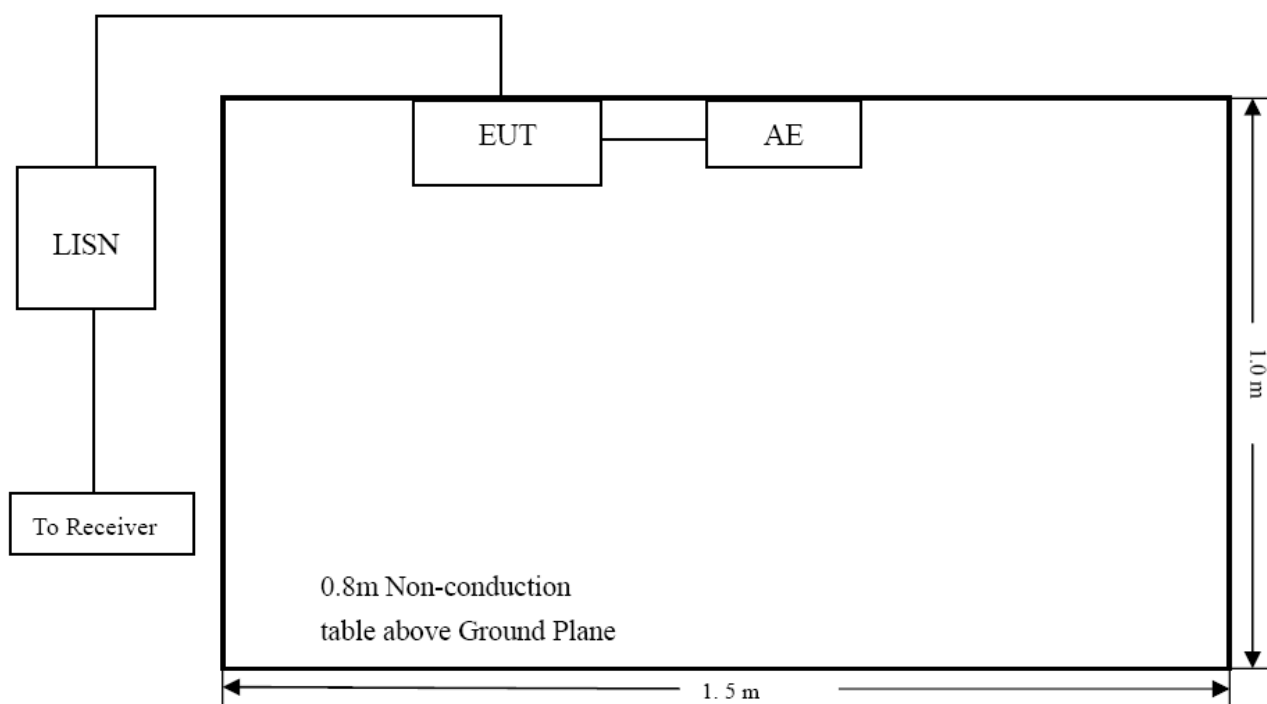 EUT
AE
LISN
1.0 m
To Receiver
0.8m Non-conduction
table above Ground Plane
1. 5 m